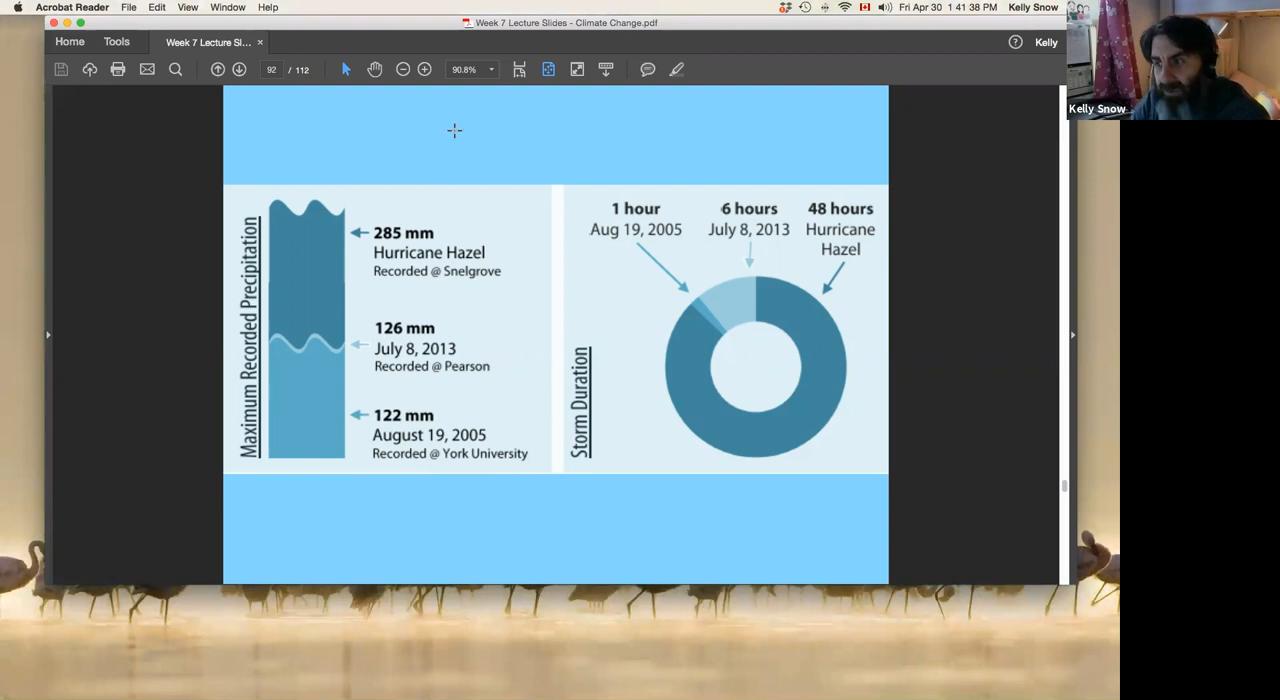 Acrobat Reader File Edit View Window Help Fri Apr 30 1 41:38 PM Kelly Snow
Week 7 Lecture Slides - Climate Change.pdf
Home Tools Week 7 Lecture Sl... × Kelly
92 / 112 90.8%
Kelly Snow
Maximum Recorded Precipitation
285 mm
Hurricane Hazel
Recorded @ Snelgrove
126 mm
July 8, 2013
Recorded @ Pearson
122 mm
August 19, 2005
Recorded @ York University
Storm Duration
1 hour
Aug 19, 2005
6 hours
July 8, 2013
48 hours
Hurricane
Hazel